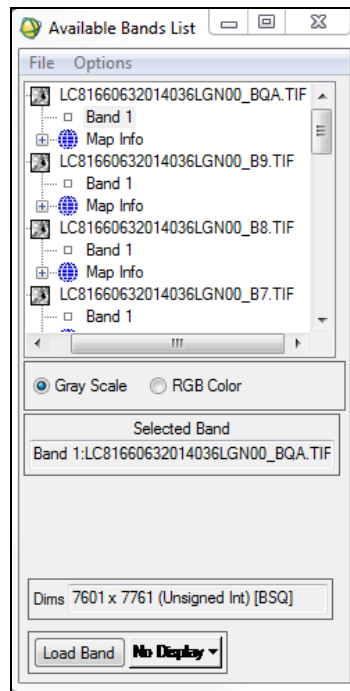 Available Bands List
File Options
LC81660632014036LGN00_BQA.TIF
Band 1
Map Info
LC81660632014036LGN00_B9.TIF
Band 1
Map Info
LC81660632014036LGN00_B8.TIF
Band 1
Map Info
LC81660632014036LGN00_B7.TIF
Band 1
Gray Scale RGB Color
Selected Band
Band 1:LC81660632014036LGN00_BQA.TIF
Dims 7601 x 7761 (Unsigned Int) [BSQ]
Load Band No Display